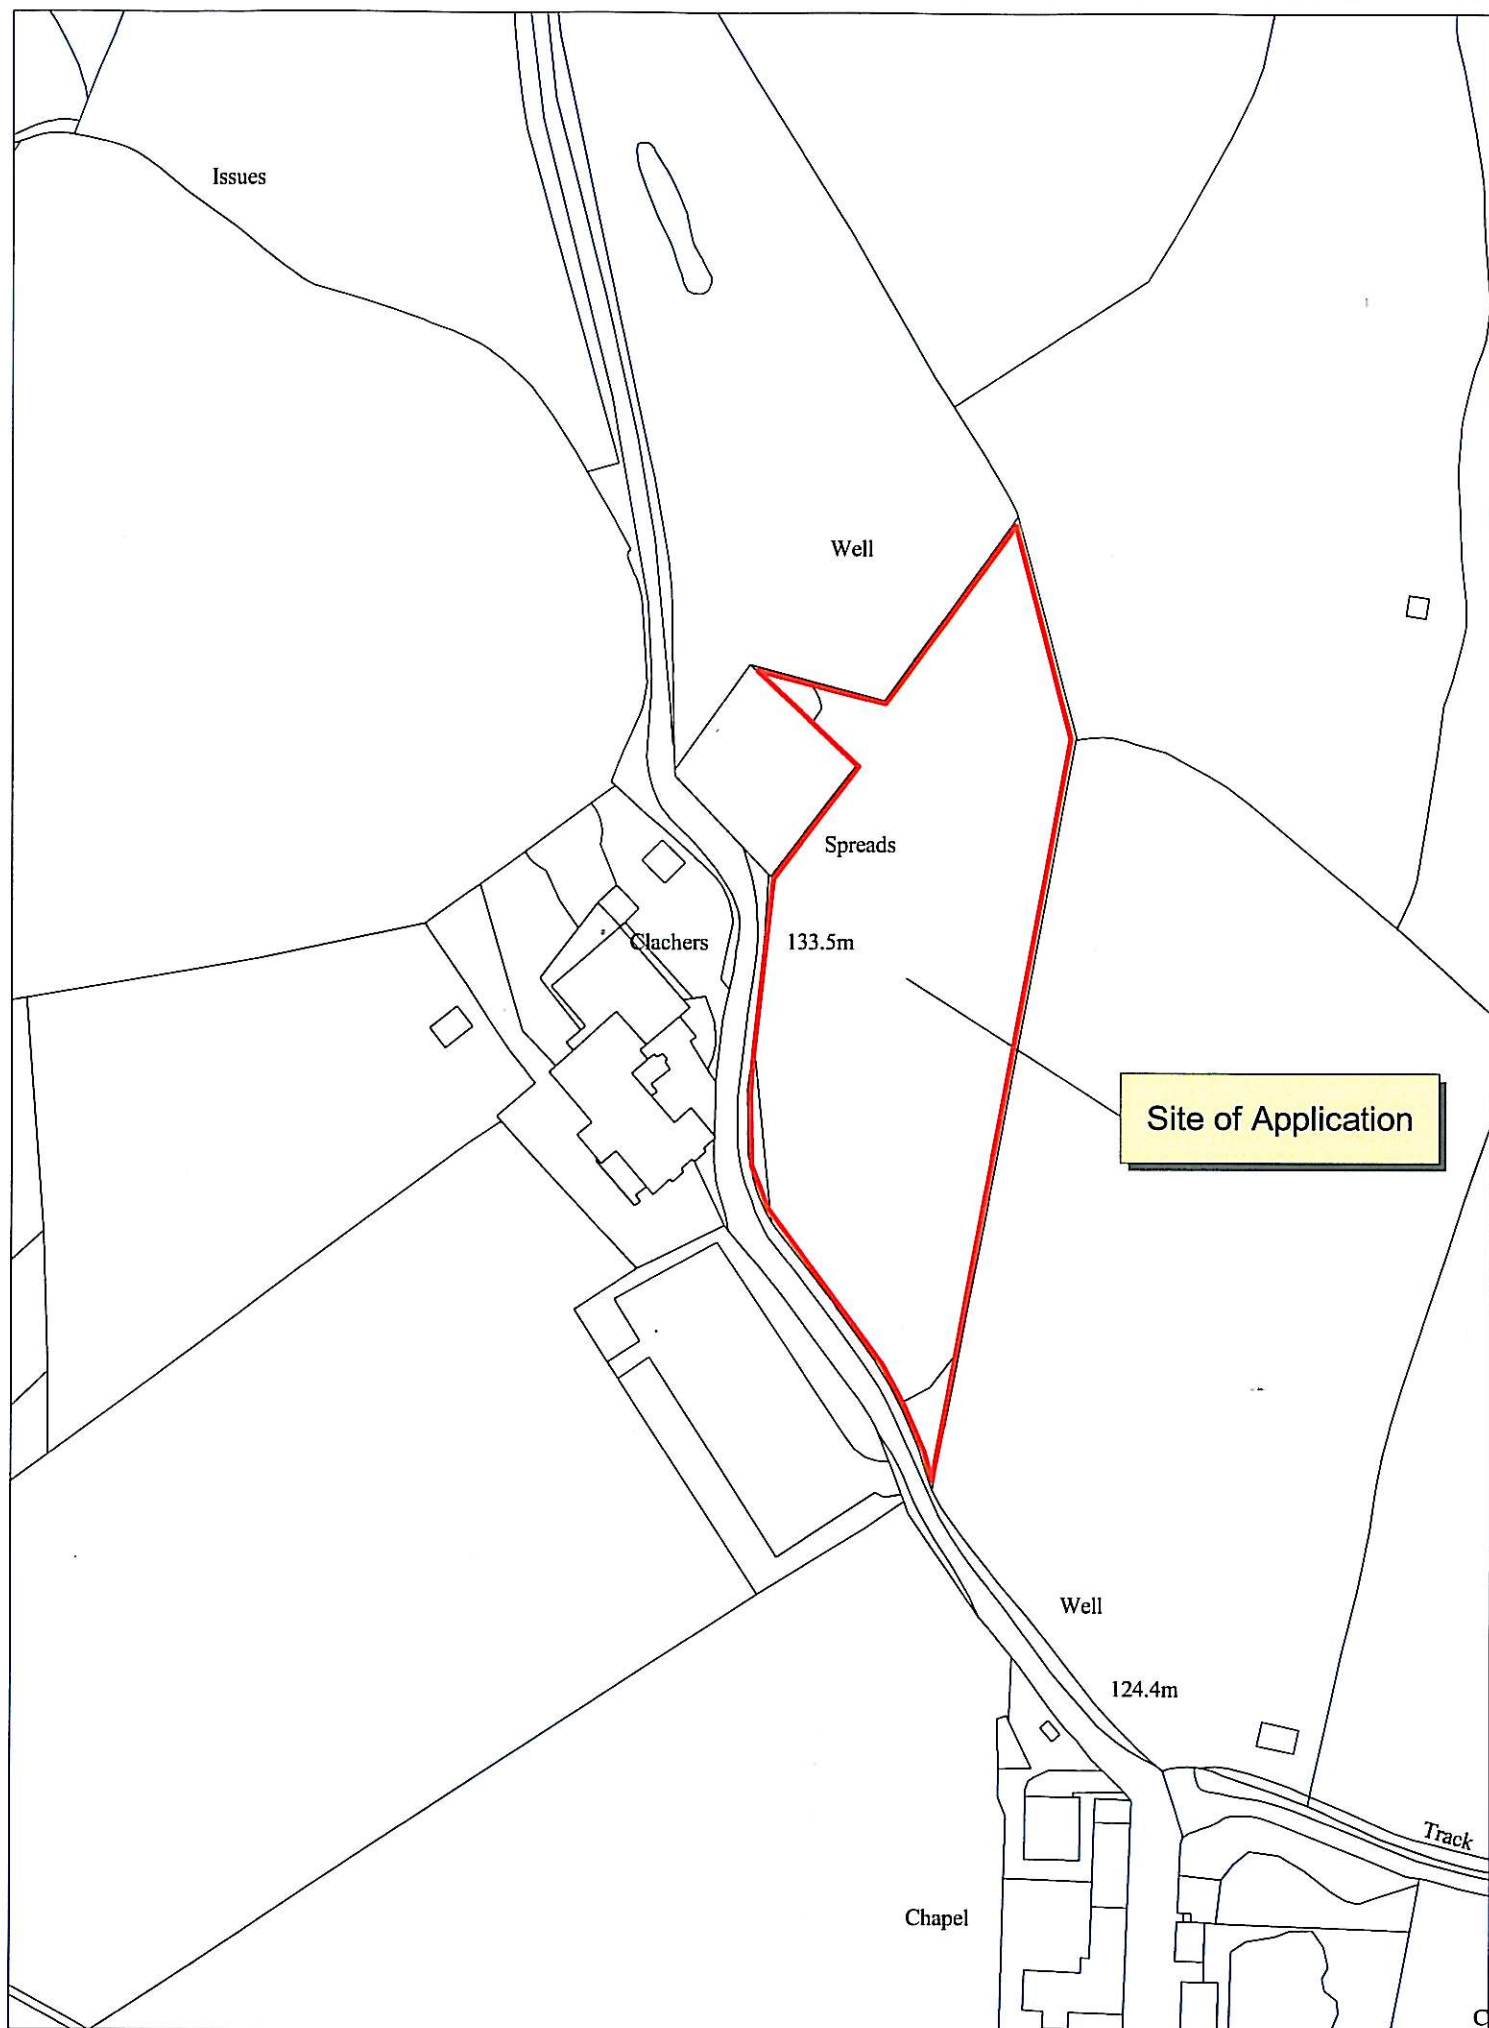 Issues
Well
Spreads
Clachers
133.5m
Site of Application
Well
124.4m
Track
Chapel
C